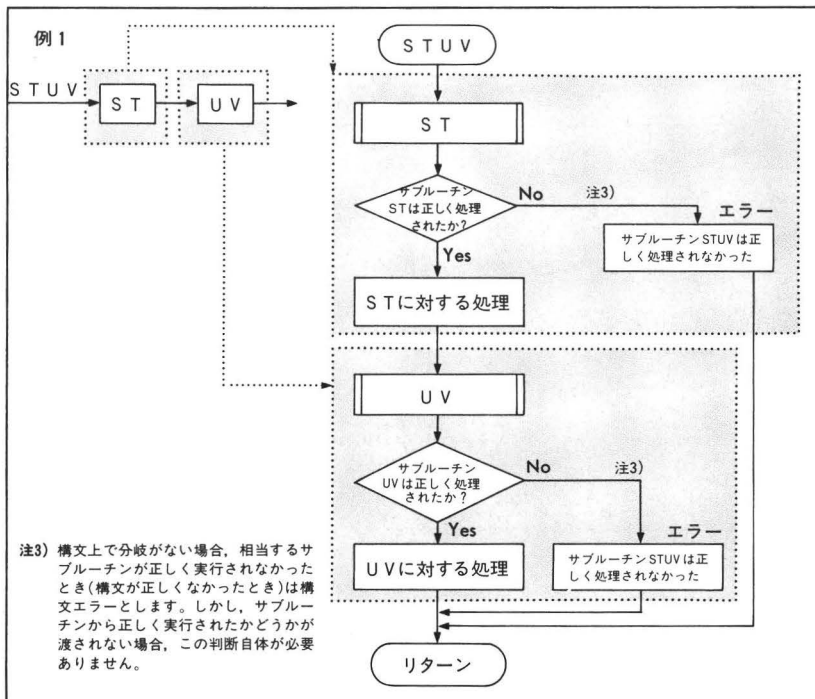 例1
STUV
ST
UV
STUV
ST
サブルーチン
STは正しく処理
されたか？
No
注3)
エラー
サブルーチンSTUVは正
しく処理されなかった
Yes
STに対する処理
UV
サブルーチン
UVは正しく処理
されたか？
No
注3)
エラー
サブルーチンSTUVは正
しく処理されなかった
Yes
UVに対する処理
リターン
注3) 構文上で分岐がない場合，相当するサ
ブルーチンが正しく実行されなかった
とき(構文が正しくなかったとき)は構
文エラーとします。しかし，サブルー
チンから正しく実行されたかどうかが
渡されない場合，この判断自体が必要
ありません。